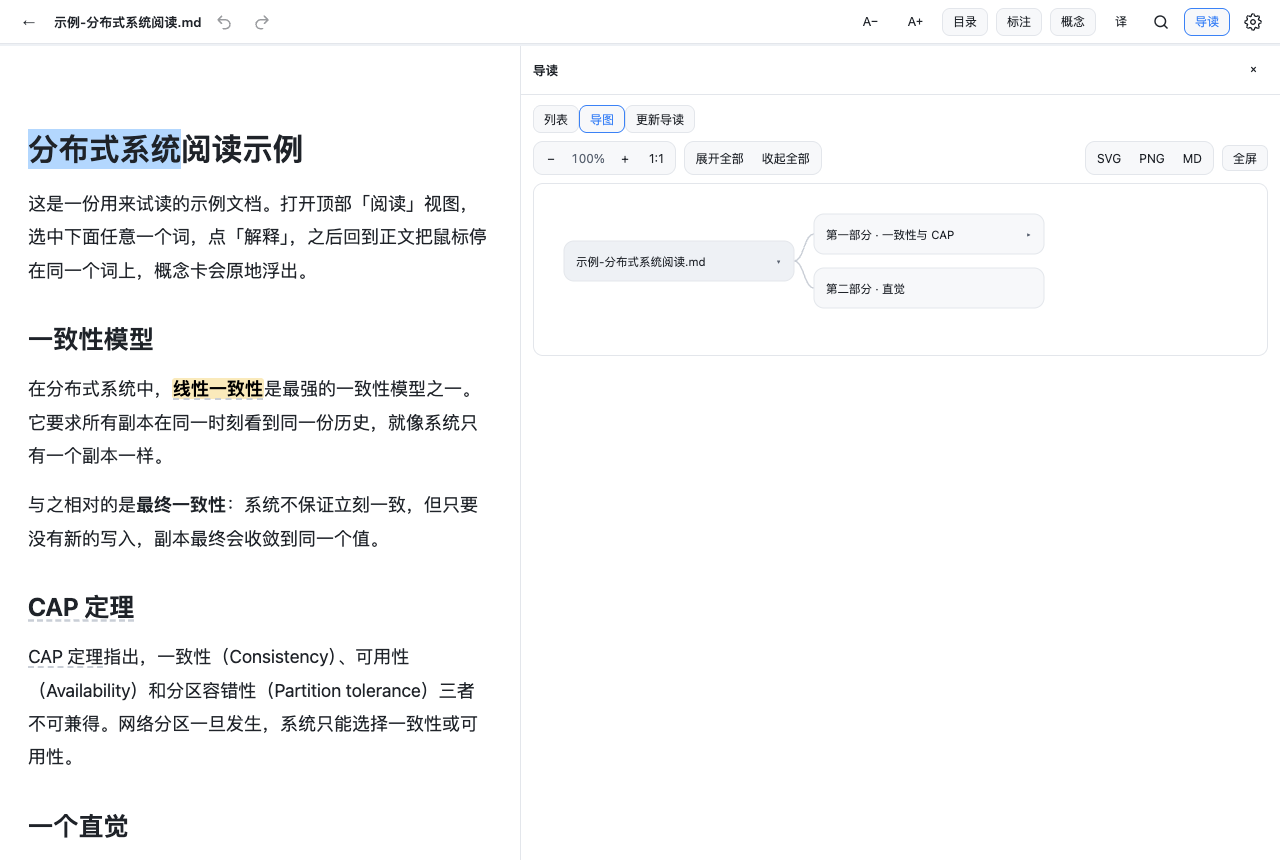 ← 示例-分布式系统阅读.md
A− A+ 目录 标注 概念 译 导读
分布式系统阅读示例
这是一份用来试读的示例文档。打开顶部「阅读」视图，
选中下面任意一个词，点「解释」，之后回到正文把鼠标停
在同一个词上，概念卡会原地浮出。
一致性模型
在分布式系统中，线性一致性是最强的一致性模型之一。
它要求所有副本在同一时刻看到同一份历史，就像系统只
有一个副本一样。
与之相对的是最终一致性：系统不保证立刻一致，但只要
没有新的写入，副本最终会收敛到同一个值。
CAP 定理
CAP 定理指出，一致性（Consistency）、可用性
（Availability）和分区容错性（Partition tolerance）三者
不可兼得。网络分区一旦发生，系统只能选择一致性或可
用性。
一个直觉
导读 ×
列表 导图 更新导读
− 100% + 1:1 展开全部 收起全部 SVG PNG MD 全屏
示例-分布式系统阅读.md ▾
第一部分 · 一致性与 CAP ▸
第二部分 · 直觉